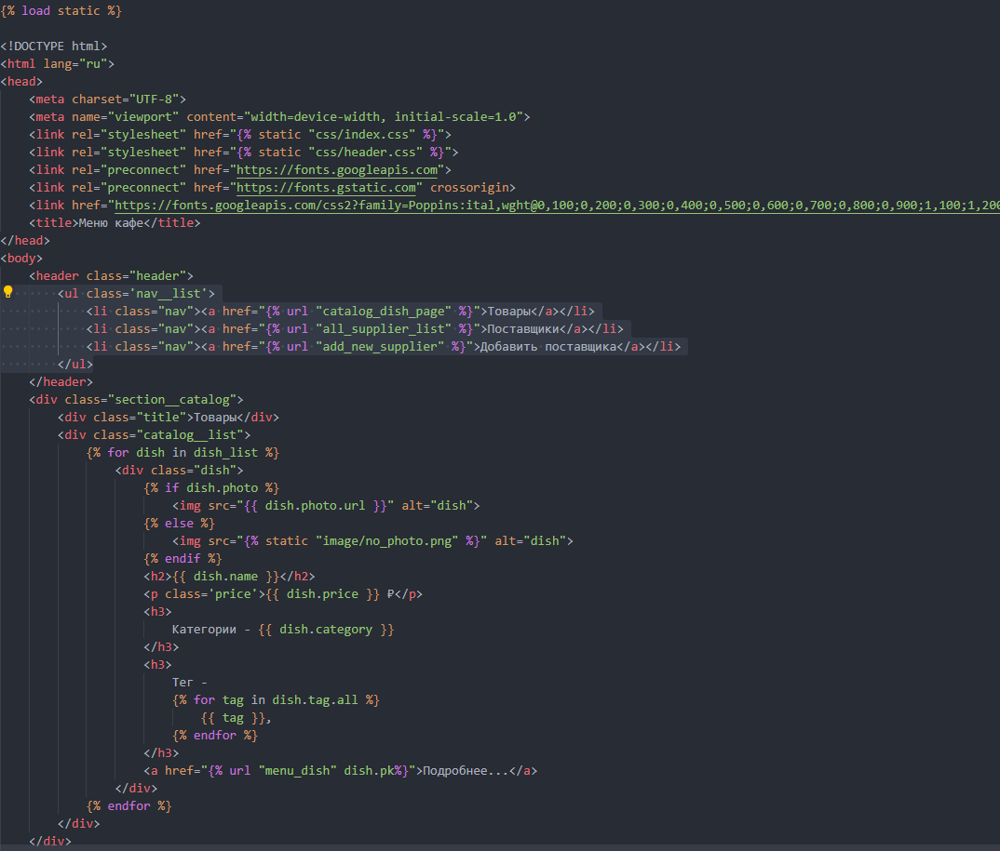 {% load static %}
<!DOCTYPE html>
<html lang="ru">
<head>
<meta charset="UTF-8">
<meta name="viewport" content="width=device-width, initial-scale=1.0">
<link rel="stylesheet" href="{% static "css/index.css" %}">
<link rel="stylesheet" href="{% static "css/header.css" %}">
<link rel="preconnect" href="https://fonts.googleapis.com">
<link rel="preconnect" href="https://fonts.gstatic.com" crossorigin>
<link href="https://fonts.googleapis.com/css2?family=Poppins:ital,wght@0,100;0,200;0,300;0,400;0,500;0,600;0,700;0,800;0,900;1,100;1,200
<title>Меню кафе</title>
</head>
<body>
<header class="header">
<ul class='nav__list'>
<li class="nav"><a href="{% url "catalog_dish_page" %}">Товары</a></li>
<li class="nav"><a href="{% url "all_supplier_list" %}">Поставщики</a></li>
<li class="nav"><a href="{% url "add_new_supplier" %}">Добавить поставщика</a></li>
</ul>
</header>
<div class="section__catalog">
<div class="title">Товары</div>
<div class="catalog__list">
{% for dish in dish_list %}
<div class="dish">
{% if dish.photo %}
<img src="{{ dish.photo.url }}" alt="dish">
{% else %}
<img src="{% static "image/no_photo.png" %}" alt="dish">
{% endif %}
<h2>{{ dish.name }}</h2>
<p class='price'>{{ dish.price }} ₽</p>
<h3>
Категории - {{ dish.category }}
</h3>
<h3>
Тег -
{% for tag in dish.tag.all %}
{{ tag }},
{% endfor %}
</h3>
<a href="{% url "menu_dish" dish.pk%}">Подробнее...</a>
</div>
{% endfor %}
</div>
</div>